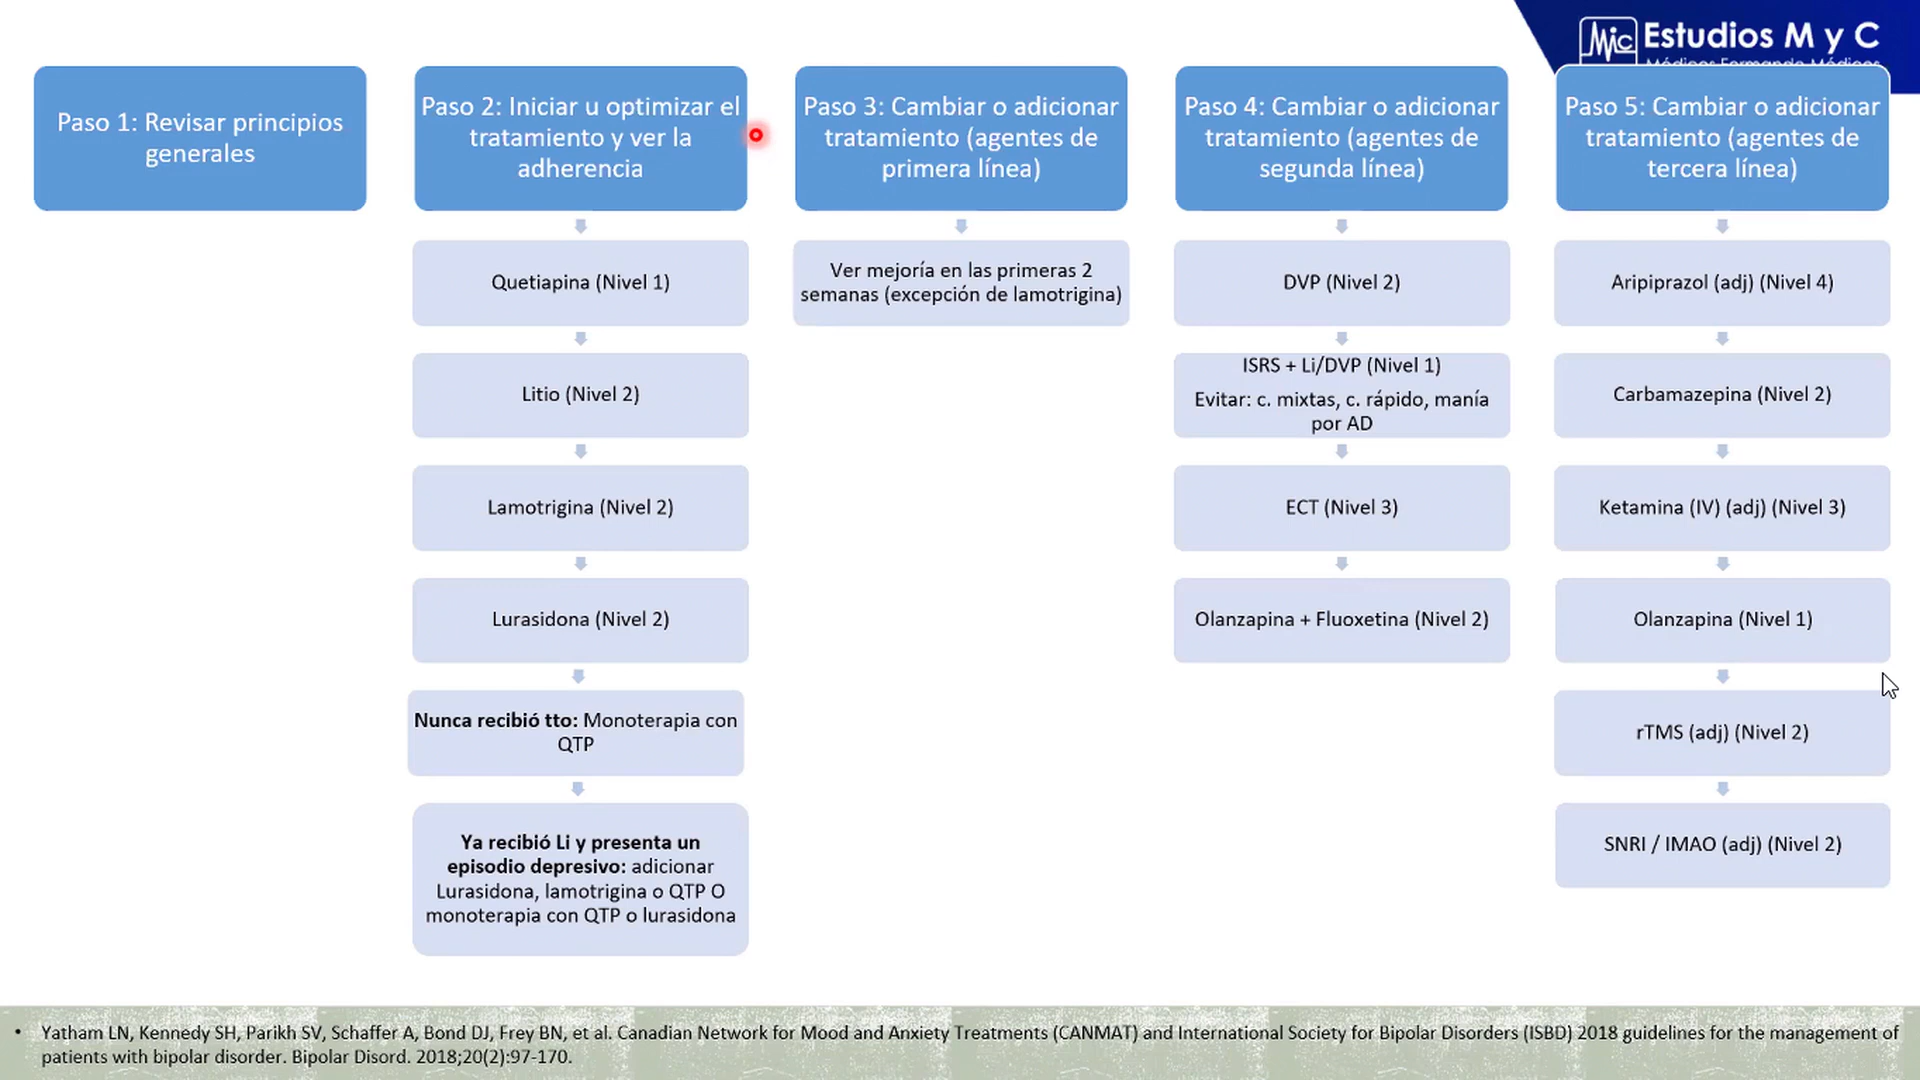 Estudios M y C
Paso 1: Revisar principios
generales
Paso 2: Iniciar u optimizar el
tratamiento y ver la
adherencia
Quetiapina (Nivel 1)
Litio (Nivel 2)
Lamotrigina (Nivel 2)
Lurasidona (Nivel 2)
Nunca recibió tto: Monoterapia con
QTP
Ya recibió Li y presenta un
episodio depresivo: adicionar
Lurasidona, lamotrigina o QTP O
monoterapia con QTP o lurasidona
Paso 3: Cambiar o adicionar
tratamiento (agentes de
primera línea)
Ver mejoría en las primeras 2
semanas (excepción de lamotrigina)
Paso 4: Cambiar o adicionar
tratamiento (agentes de
segunda línea)
DVP (Nivel 2)
ISRS + Li/DVP (Nivel 1)
Evitar: c. mixtas, c. rápido, manía
por AD
ECT (Nivel 3)
Olanzapina + Fluoxetina (Nivel 2)
Paso 5: Cambiar o adicionar
tratamiento (agentes de
tercera línea)
Aripiprazol (adj) (Nivel 4)
Carbamazepina (Nivel 2)
Ketamina (IV) (adj) (Nivel 3)
Olanzapina (Nivel 1)
rTMS (adj) (Nivel 2)
SNRI / IMAO (adj) (Nivel 2)
• Yatham LN, Kennedy SH, Parikh SV, Schaffer A, Bond DJ, Frey BN, et al. Canadian Network for Mood and Anxiety Treatments (CANMAT) and International Society for Bipolar Disorders (ISBD) 2018 guidelines for the management of
patients with bipolar disorder. Bipolar Disord. 2018;20(2):97-170.